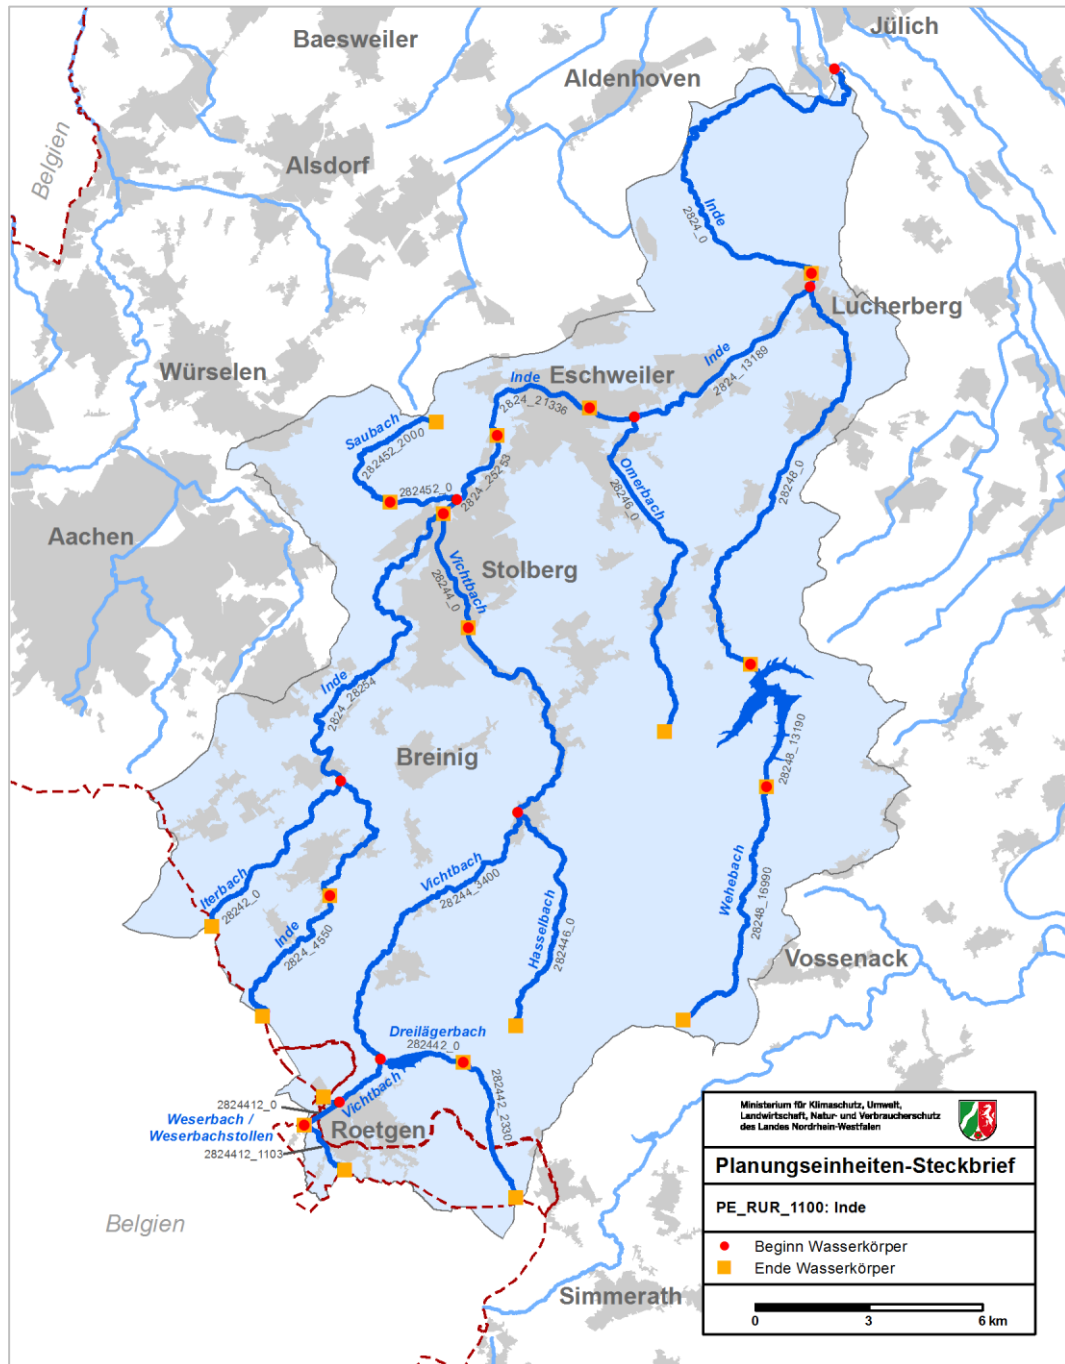 Jülich
Baesweiler
Aldenhoven
Belgien
Alsdorf
Inde
2824_0
Lucherberg
Würselen
Inde
2824_13189
Eschweiler
Inde
2824_21336
Saubach
282452_2000
282452_0
2824_25253
Omerbach
28246_0
28248_0
Aachen
Stolberg
Vichtbach
28244_0
Inde
2824_28254
Breinig
28248_13190
Iterbach
28242_0
Vichtbach
28244_3400
Wehebach
28248_16990
Inde
2824_4550
Hasselbach
282446_0
Vossenack
Dreilägerbach
282442_0
282442_2330
2824412_0
Vichtbach
Weserbach /
Weserbachstollen
Roetgen
2824412_1103
Belgien
Simmerath
Ministerium für Klimaschutz, Umwelt,
Landwirtschaft, Natur- und Verbraucherschutz
des Landes Nordrhein-Westfalen
Planungseinheiten-Steckbrief
PE_RUR_1100: Inde
Beginn Wasserkörper
Ende Wasserkörper
0 3 6 km